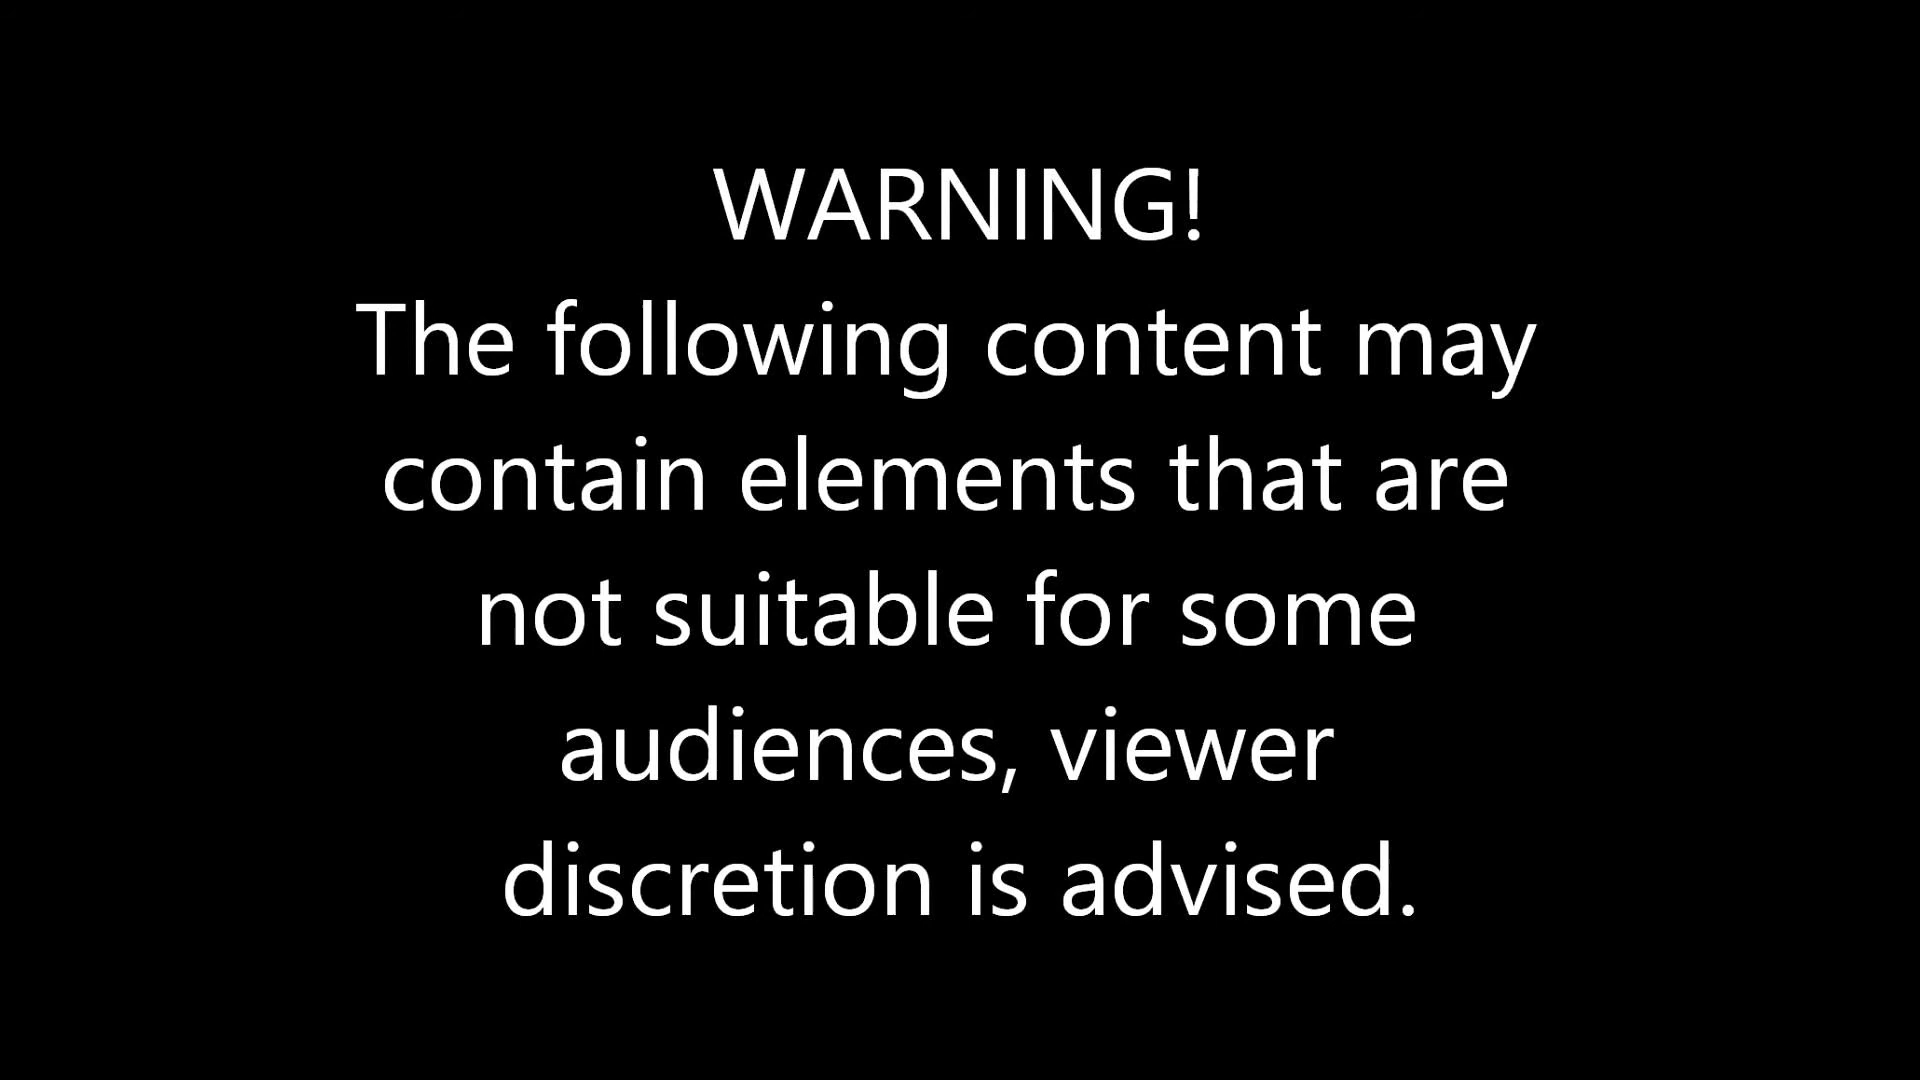 WARNING!
The following content may
contain elements that are
not suitable for some
audiences, viewer
discretion is advised.